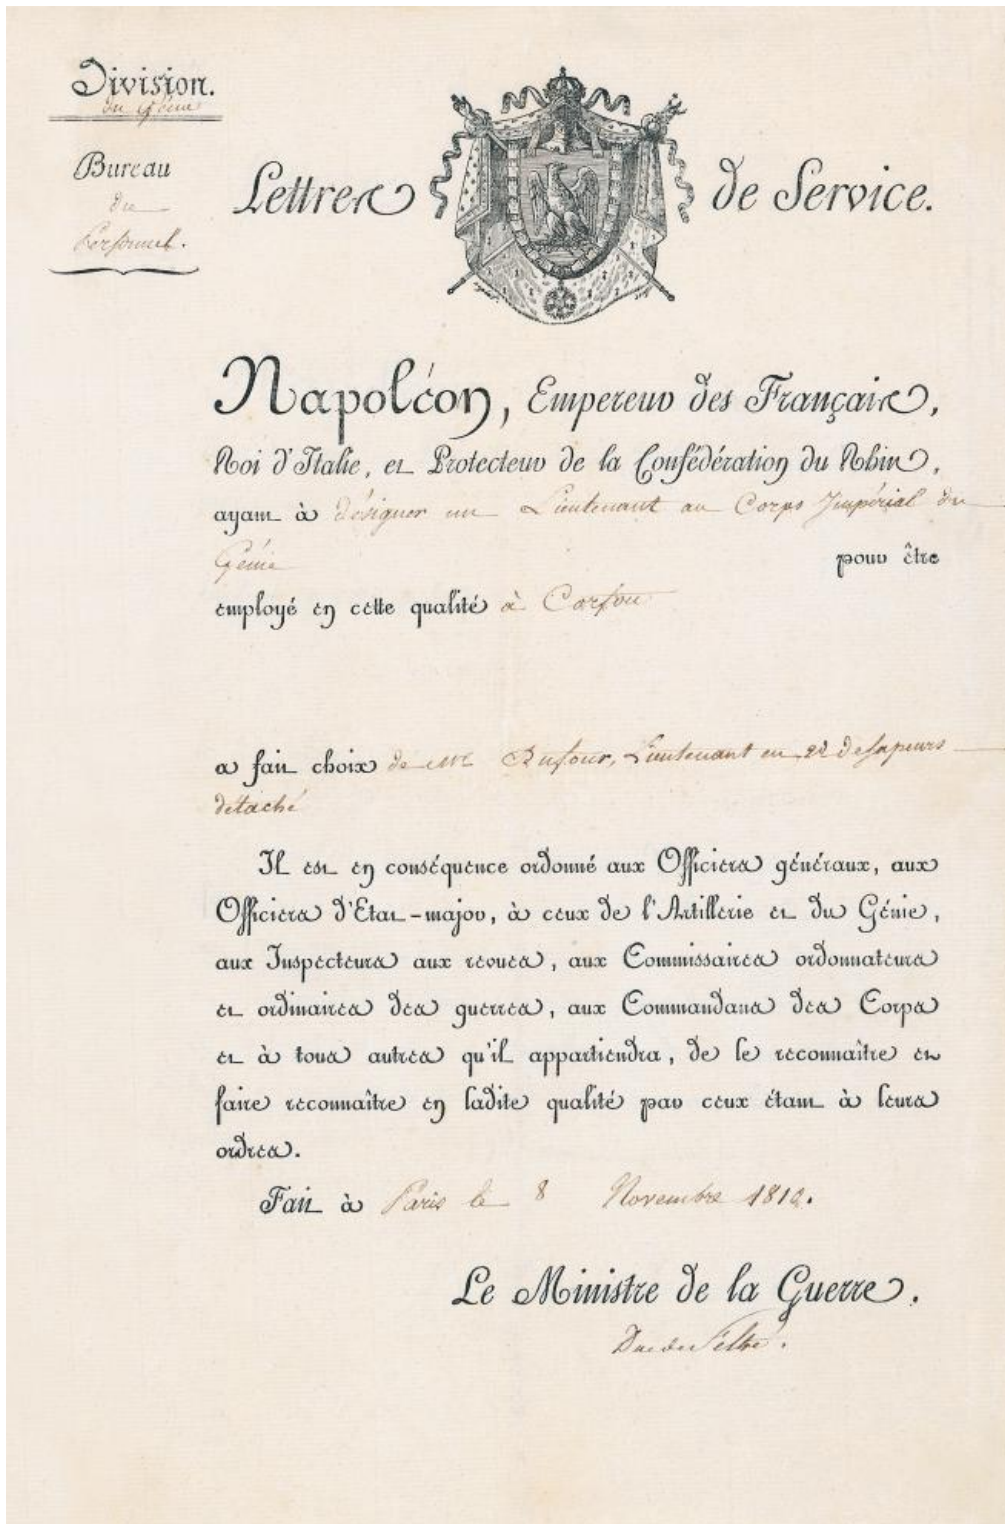 Division.
du Génie
Bureau
du
Personnel.
Lettres de Service.
Napoléon, Empereur des Français,
Roi d'Italie, et Protecteur de la Confédération du Rhin,
ayant à désigner un Lieutenant au Corps Impérial du
Génie pour être
employé en cette qualité à Corfou
a fait choix de Mr. Dufour, Lieutenant en 2d. de Sapeurs
détaché
Il est en conséquence ordonné aux Officiers généraux, aux
Officiers d'Etat-major, à ceux de l'Artillerie et du Génie,
aux Inspecteurs aux revues, aux Commissaires ordonnateurs
et ordinaires des guerres, aux Commandans des Corps
et à tous autres qu'il appartiendra, de le reconnaître et
faire reconnaître en ladite qualité par ceux étant à leurs
ordres.
Fait à Paris le 8 Novembre 1810.
Le Ministre de la Guerre.
Duc de Feltre.